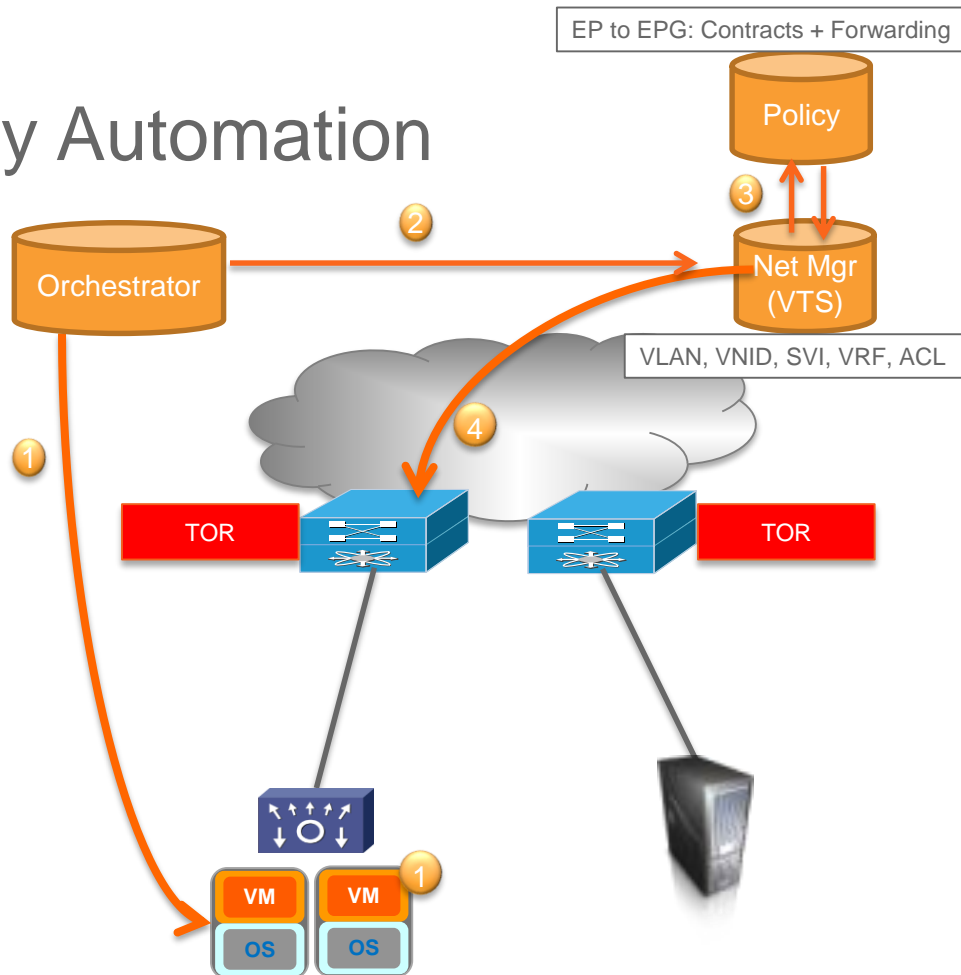 EP to EPG: Contracts + Forwarding
y Automation
Policy
3
2
Orchestrator
Net Mgr
(VTS)
VLAN, VNID, SVI, VRF, ACL
4
1
TOR
TOR
1
VM
VM
OS
OS